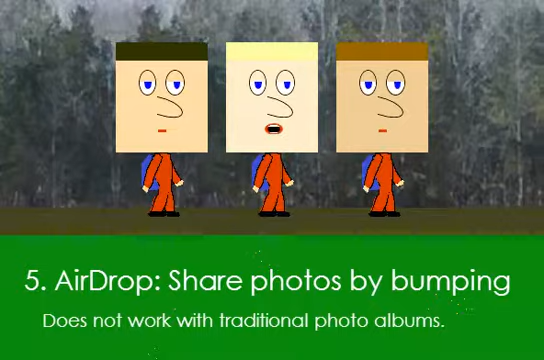 5. AirDrop: Share photos by bumping
Does not work with traditional photo albums.